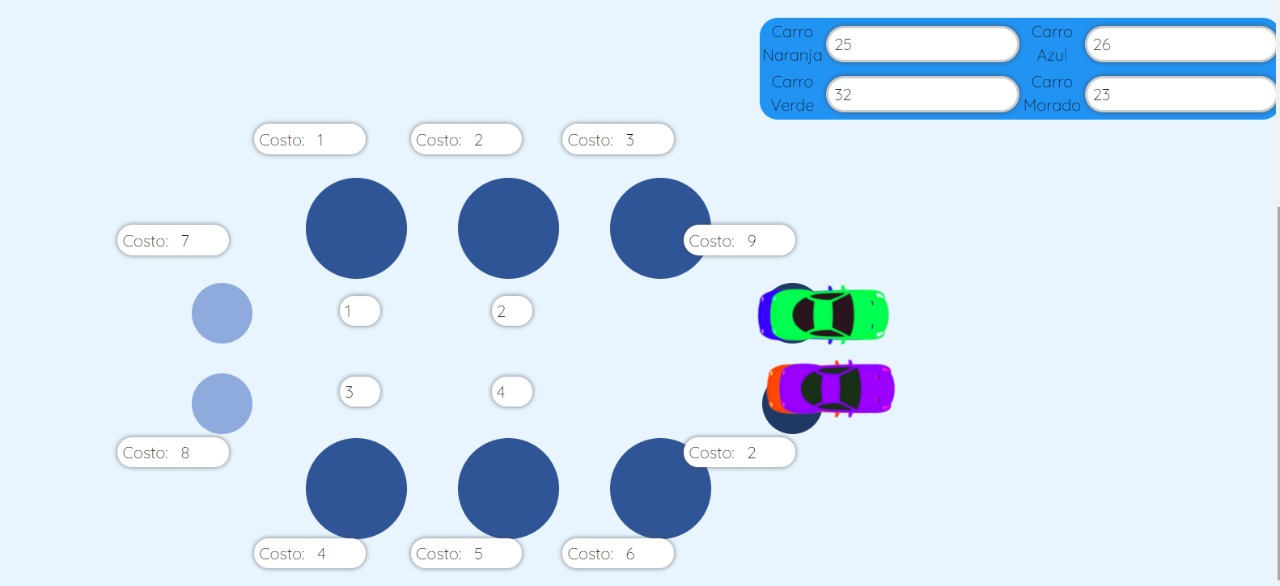 Carro Naranja 25 Carro Azul 26
Carro Verde 32 Carro Morado 23
Costo: 1 Costo: 2 Costo: 3
Costo: 7 Costo: 9
1 2
3 4
Costo: 8 Costo: 2
Costo: 4 Costo: 5 Costo: 6